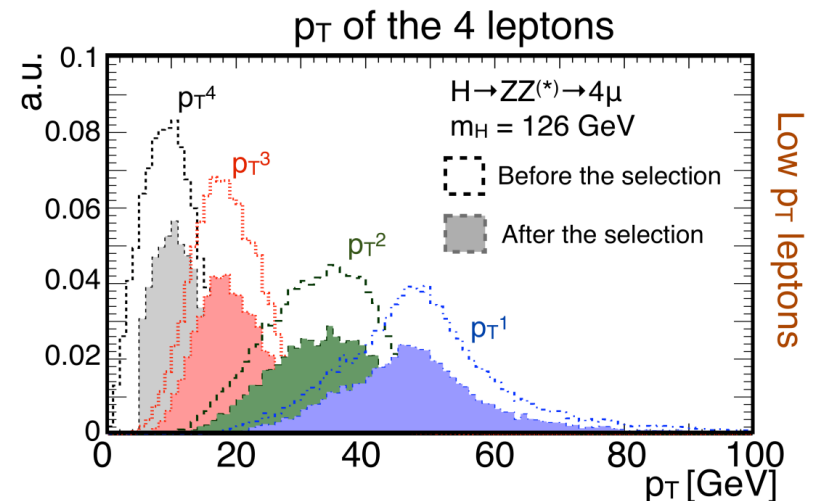 pT of the 4 leptons
a.u.
0.1
0.08
0.06
0.04
0.02
0
pT4
pT3
pT2
pT1
H→ZZ(*)→4μ
mH = 126 GeV
Before the selection
After the selection
Low pT leptons
0 20 40 60 80 100
pT [GeV]